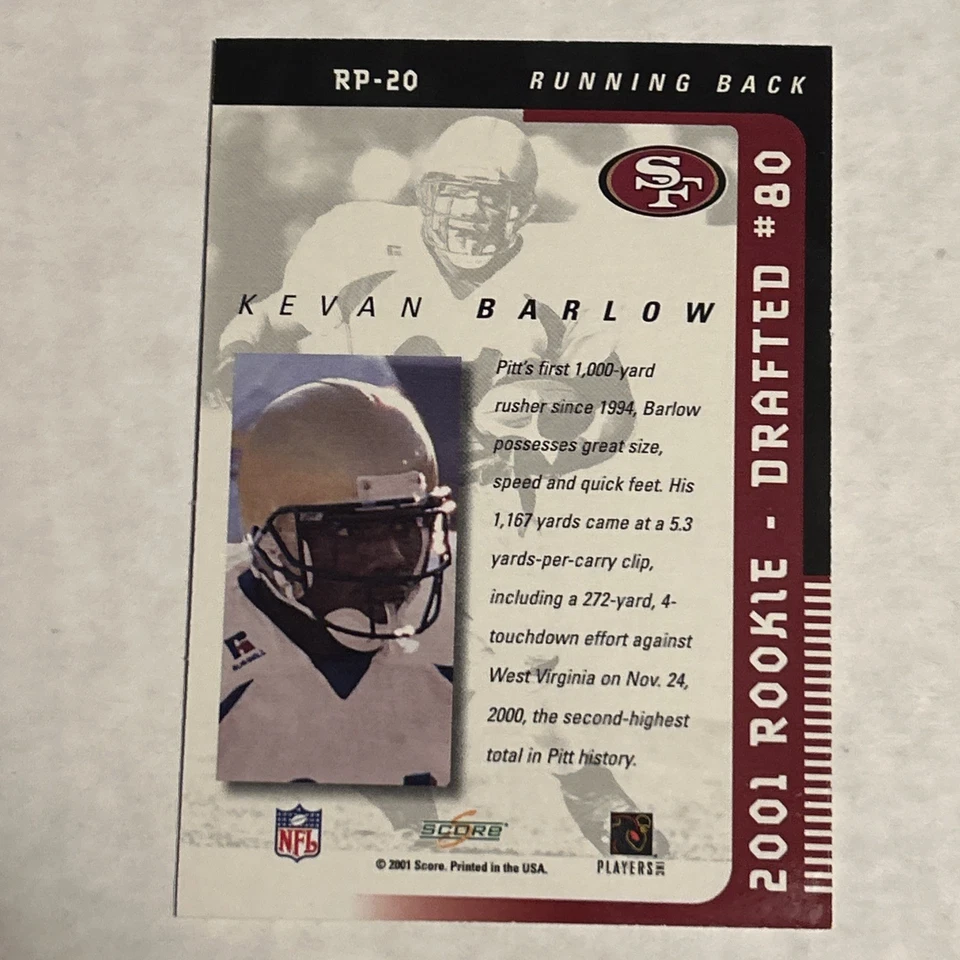 RP-20 RUNNING BACK
SF
KEVAN BARLOW
Pitt's first 1,000-yard
rusher since 1994, Barlow
possesses great size,
speed and quick feet. His
1,167 yards came at a 5.3
yards-per-carry clip,
including a 272-yard, 4-
touchdown effort against
West Virginia on Nov. 24,
2000, the second-highest
total in Pitt history.
2001 ROOKIE - DRAFTED #80
NFL
SCORE
PLAYERS INC
© 2001 Score. Printed in the USA.